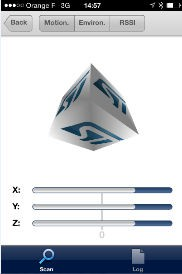 ●●●○○ Orange F 3G 14:57
Back Motion. Environ. RSSI
X:
Y:
Z:
0
Scan Log